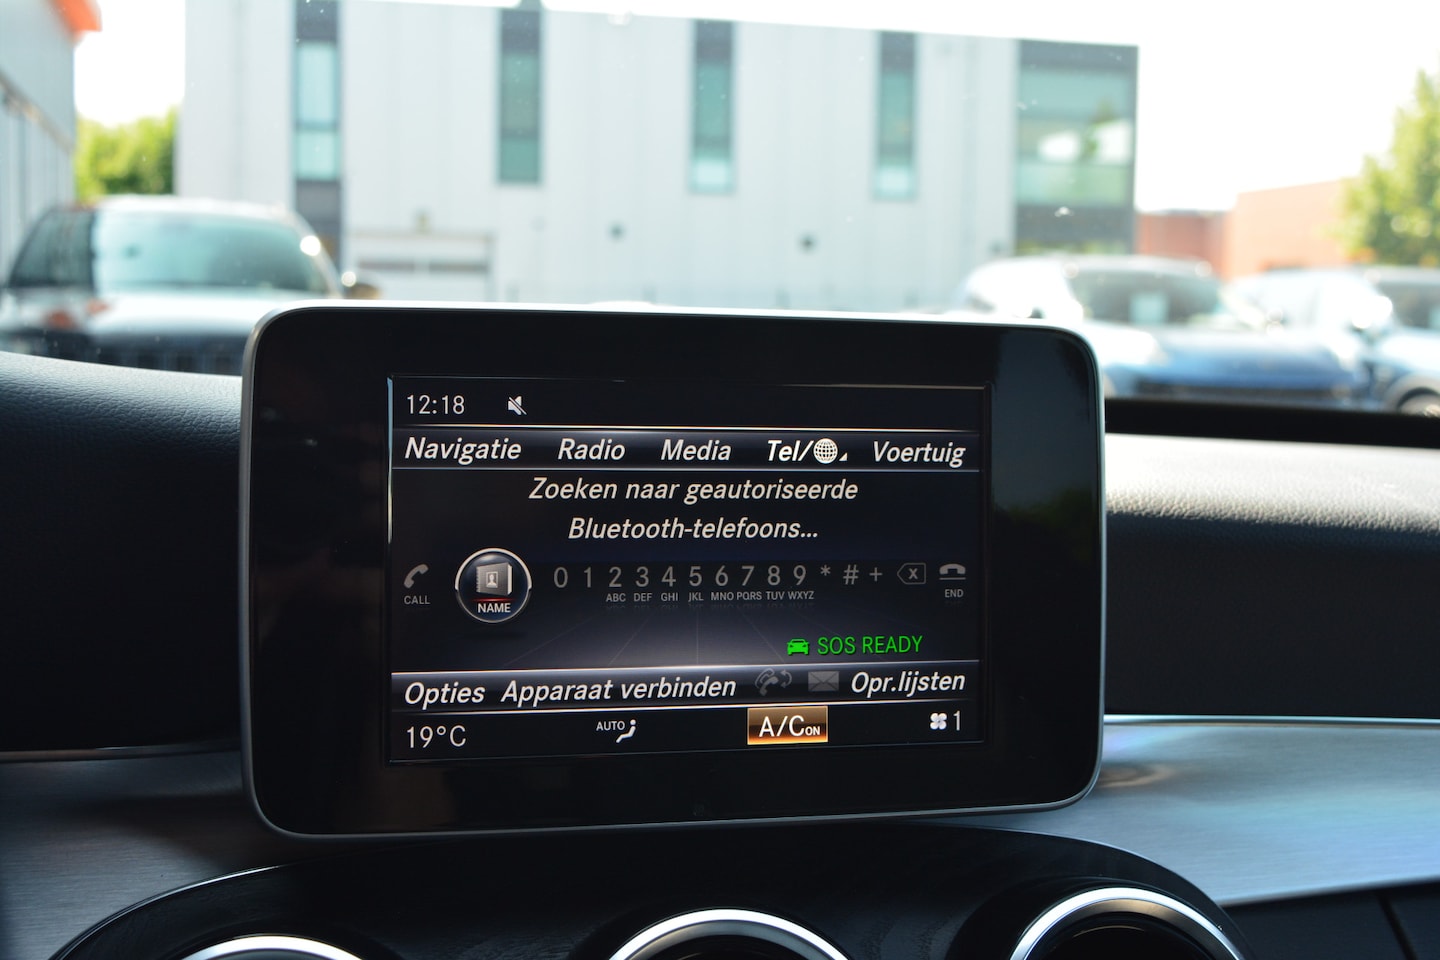 12:18
Navigatie Radio Media Tel/ Voertuig
Zoeken naar geautoriseerde
Bluetooth-telefoons...
0 1 2 3 4 5 6 7 8 9 * # + X
CALL NAME ABC DEF GHI JKL MNO PQRS TUV WXYZ END
SOS READY
Opties Apparaat verbinden Opr.lijsten
19°C AUTO A/C ON 1